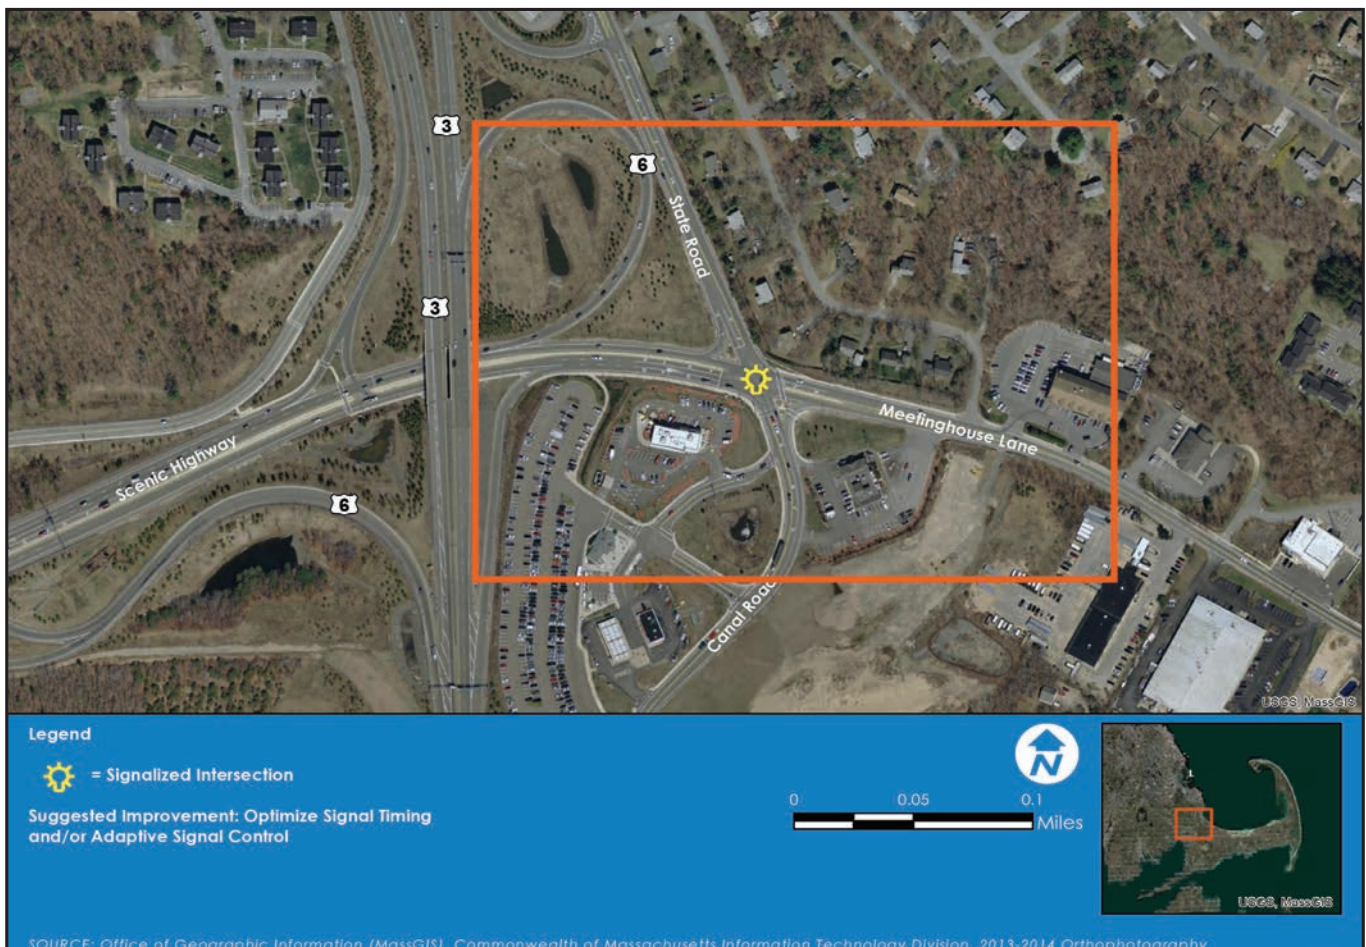 3
6
State Road
3
Scenic Highway
Meetinghouse Lane
6
Canal Road
USGS, MassGIS
Legend
= Signalized Intersection
Suggested Improvement: Optimize Signal Timing
and/or Adaptive Signal Control
N
0 0.05 0.1
Miles
1
USGS, MassGIS
SOURCE: Office of Geographic Information (MassGIS), Commonwealth of Massachusetts Information Technology Division, 2013-2014 Orthophotography